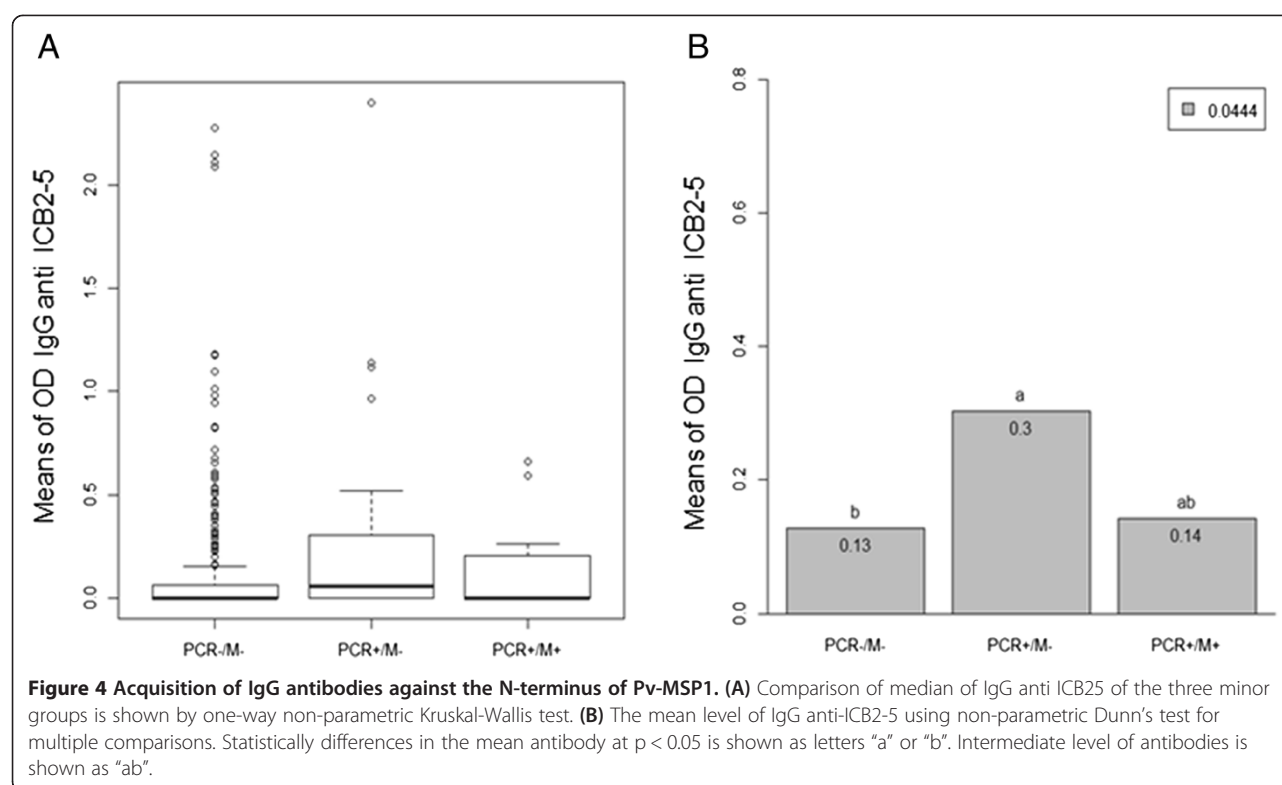 A
Means of OD IgG anti ICB2-5
2.0
1.5
1.0
0.5
0.0
PCR-/M-
PCR+/M-
PCR+/M+
B
Means of OD IgG anti ICB2-5
0.8
0.6
0.4
0.2
0.0
0.0444
b
0.13
a
0.3
ab
0.14
PCR-/M-
PCR+/M-
PCR+/M+
Figure 4 Acquisition of IgG antibodies against the N-terminus of Pv-MSP1. (A) Comparison of median of IgG anti ICB25 of the three minor
groups is shown by one-way non-parametric Kruskal-Wallis test. (B) The mean level of IgG anti-ICB2-5 using non-parametric Dunn's test for
multiple comparisons. Statistically differences in the mean antibody at p < 0.05 is shown as letters "a" or "b". Intermediate level of antibodies is
shown as "ab".